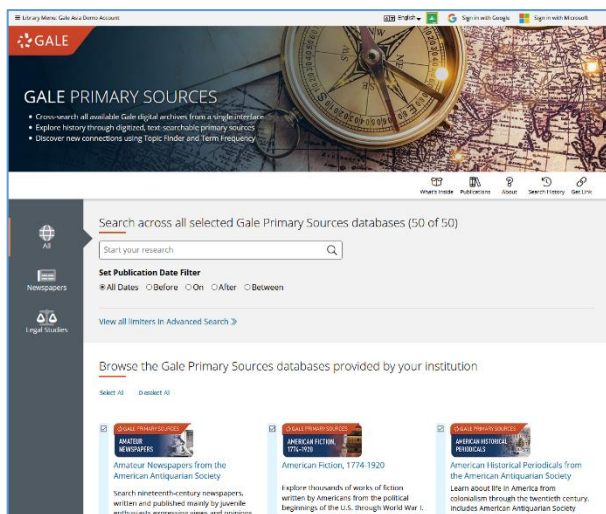 ☰ Library Menu: Gale Asia Demo Account
English
Sign in with Google
Sign in with Microsoft
GALE
GALE PRIMARY SOURCES
• Cross-search all available Gale digital archives from a single interface
• Explore history through digitized, text-searchable primary sources
• Discover new connections using Topic Finder and Term Frequency
What's Inside
Publications
About
Search History
Get Link
All
Newspapers
Legal Studies
Search across all selected Gale Primary Sources databases (50 of 50)
Start your research
Set Publication Date Filter
All Dates Before On After Between
View all limiters in Advanced Search »
Browse the Gale Primary Sources databases provided by your institution
Select All Deselect All
GALE PRIMARY SOURCES
AMATEUR
NEWSPAPERS
Amateur Newspapers from the
American Antiquarian Society
Search nineteenth-century newspapers,
written and published mainly by juvenile
enthusiasts expressing views and opinions
GALE PRIMARY SOURCES
AMERICAN FICTION,
1774–1920
American Fiction, 1774-1920
Explore thousands of works of fiction
written by Americans from the political
beginnings of the U.S. through World War I.
GALE PRIMARY SOURCES
AMERICAN HISTORICAL
PERIODICALS
American Historical Periodicals from
the American Antiquarian Society
Learn about life in America from
colonialism through the twentieth century.
Includes American Antiquarian Society